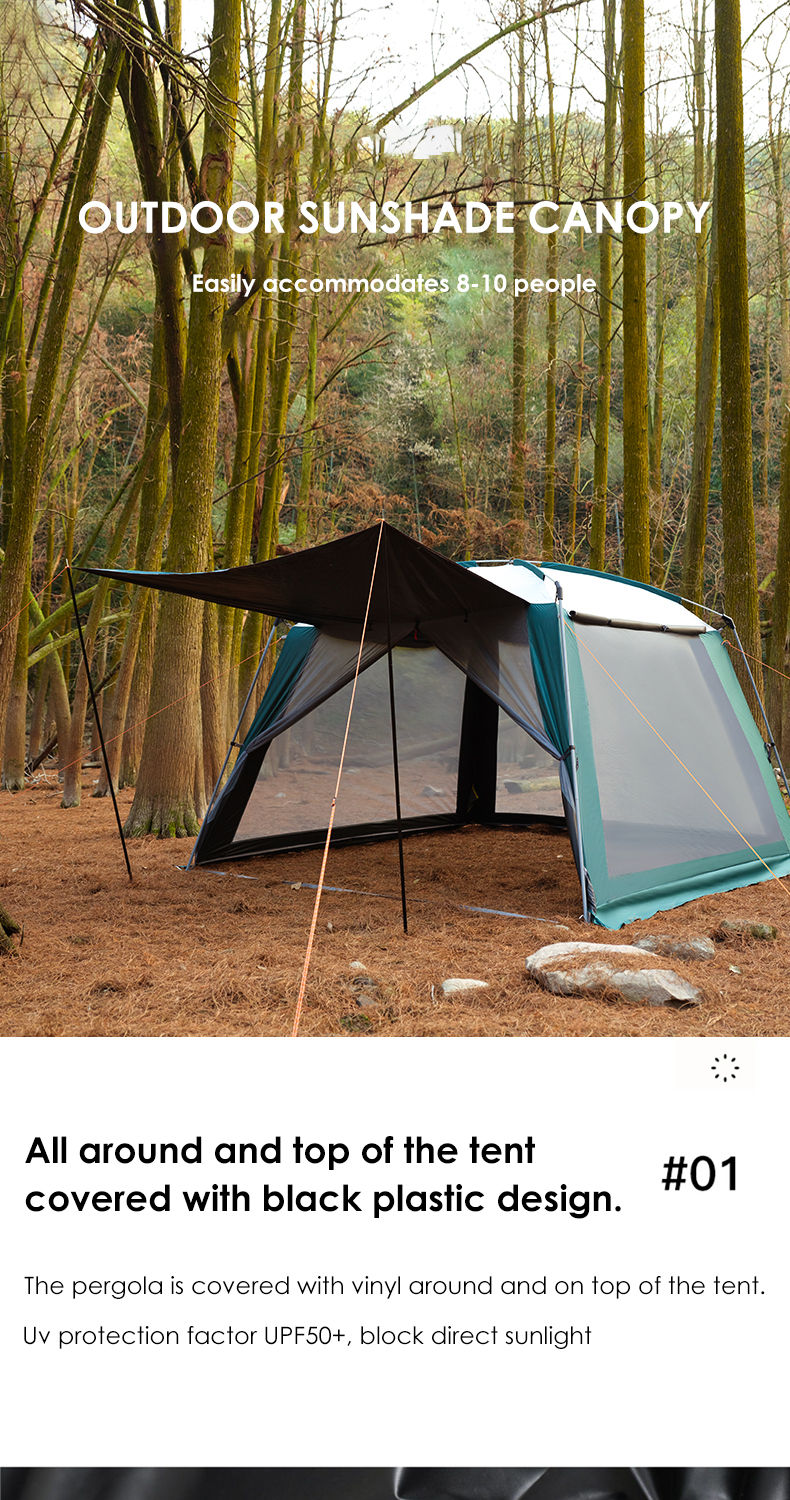 OUTDOOR SUNSHADE CANOPY
Easily accommodates 8-10 people
All around and top of the tent
covered with black plastic design.
#01
The pergola is covered with vinyl around and on top of the tent.
Uv protection factor UPF50+, block direct sunlight